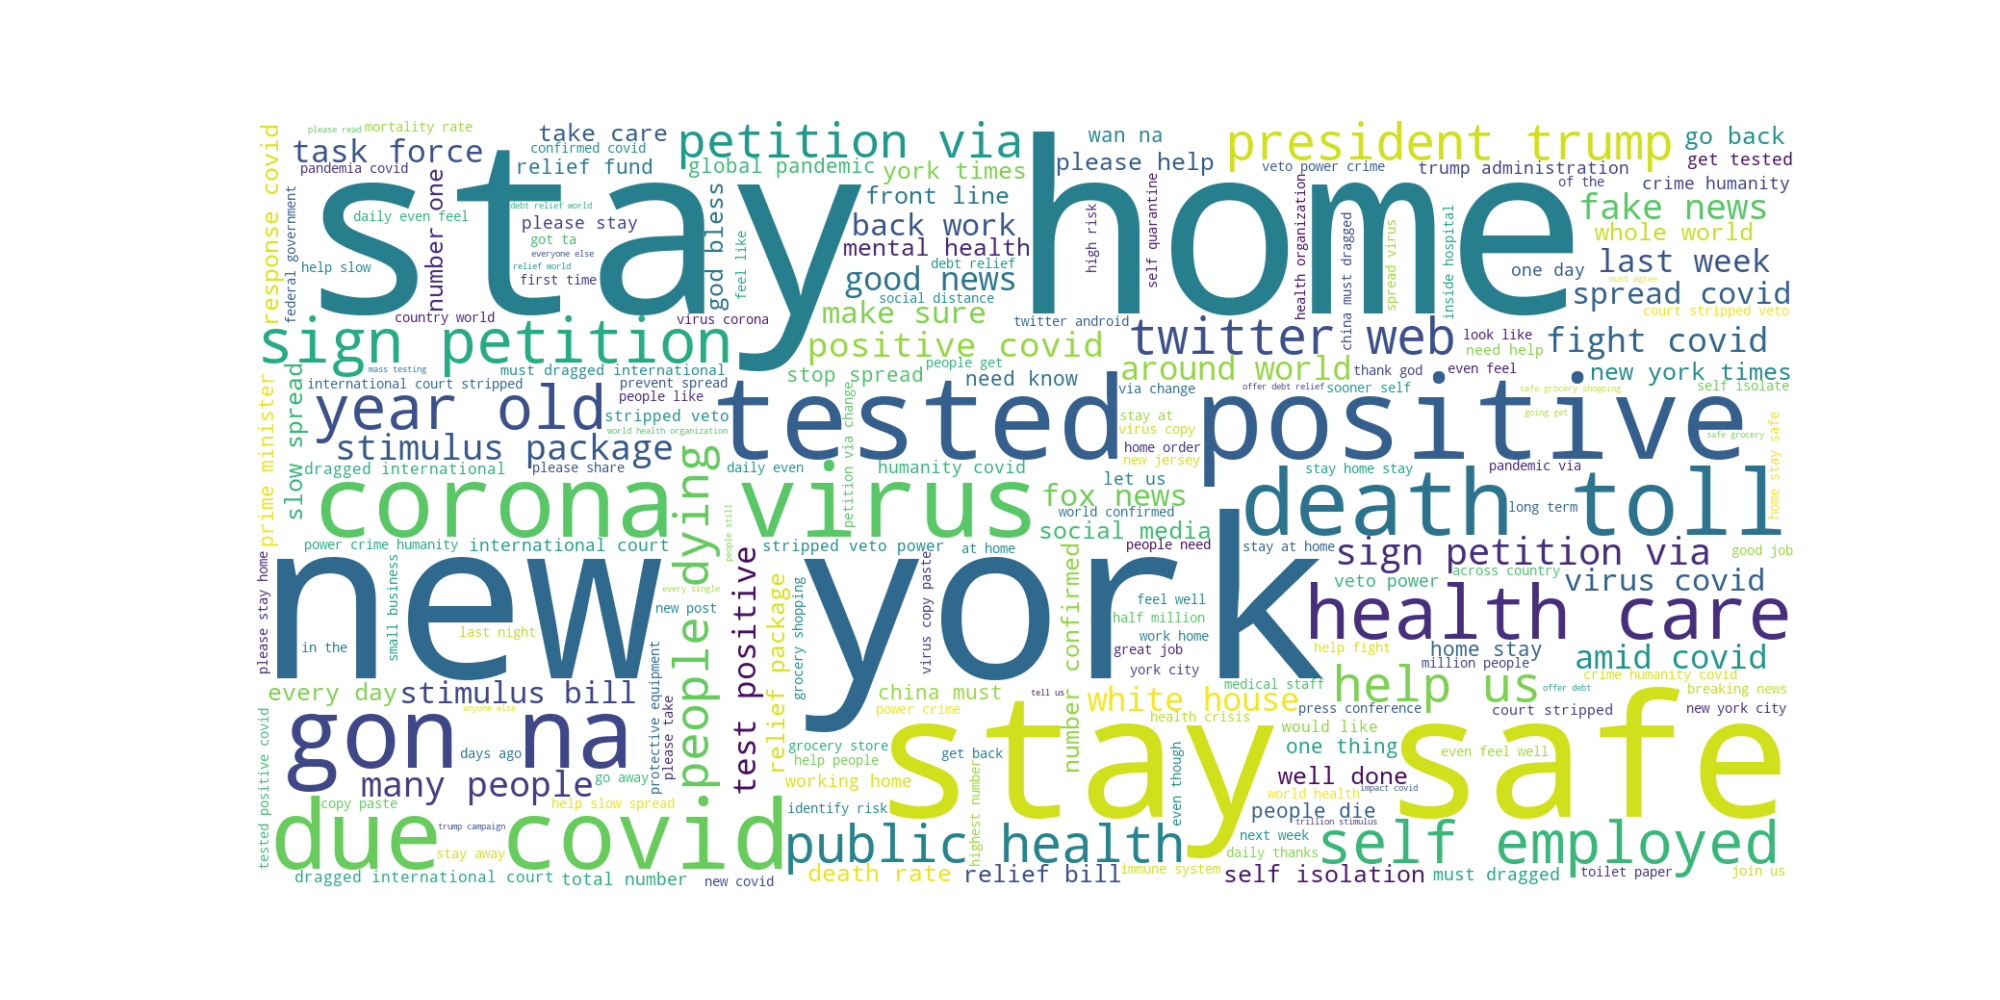 please read
mortality rate
take care
petition via
wan na
president trump
go back
task force
confirmed covid
pandemia covid
relief fund
global pandemic
york times
please help
veto power crime
trump administration
get tested
response covid
federal government
number one
stay home
front line
of the
crime humanity
daily even feel
debt relief world
please stay
god bless
back work
high risk
self quarantine
health organization
china must dragged
fake news
whole world
got ta
everyone else
feel like
mental health
spread virus
inside hospital
help slow
relief world
first time
debt relief
good news
one day
last week
must agree
social distance
spread covid
country world
virus corona
make sure
twitter android
court stripped veto
sign petition
positive covid
twitter web
look like
fight covid
need help
mass testing
must dragged international
people get
around world
thank god
even feel
new york times
prime minister
slow spread
international court stripped
prevent spread
stop spread
need know
via change
offer debt relief
sooner self
safe grocery shopping
self isolate
people like
year old
stripped veto
tested positive
stay at
going get
world health organization
virus copy
safe grocery
stimulus package
home order
home stay safe
new jersey
dragged international
please share
people dying
daily even
petition via change
humanity covid
stay home stay
pandemic via
let us
corona virus
fox news
death toll
long term
world confirmed
people still
social media
power crime humanity
international court
stripped veto power
at home
people need
stay at home
sign petition via
good job
please stay home
new york
small business
test positive
relief package
grocery shopping
virus copy paste
number confirmed
veto power
across country
virus covid
every single
feel well
new post
half million
health care
last night
in the
work home
great job
help fight
home stay
amid covid
york city
million people
protective equipment
please take
crime humanity covid
every day
stimulus bill
china must
tell us
white house
medical staff
help us
offer debt
breaking news
anyone else
power crime
press conference
court stripped
new york city
gon na
health crisis
would like
stay safe
days ago
grocery store
get back
even though
one thing
even feel well
help people
tested positive covid
many people
go away
working home
highest number
well done
impact covid
world health
copy paste
help slow spread
identify risk
people die
trillion stimulus
due covid
trump campaign
public health
next week
self employed
stay away
daily thanks
dragged international court
total number
new covid
death rate
relief bill
immune system
self isolation
must dragged
toilet paper
join us